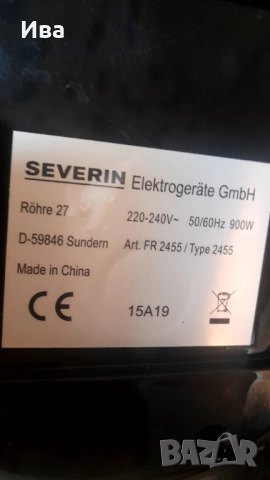 Ива
SEVERIN Elektrogeräte GmbH
Röhre 27 220-240V~ 50/60Hz 900W
D-59846 Sundern Art. FR 2455 / Type 2455
Made in China
CE 15A19
BAZAR